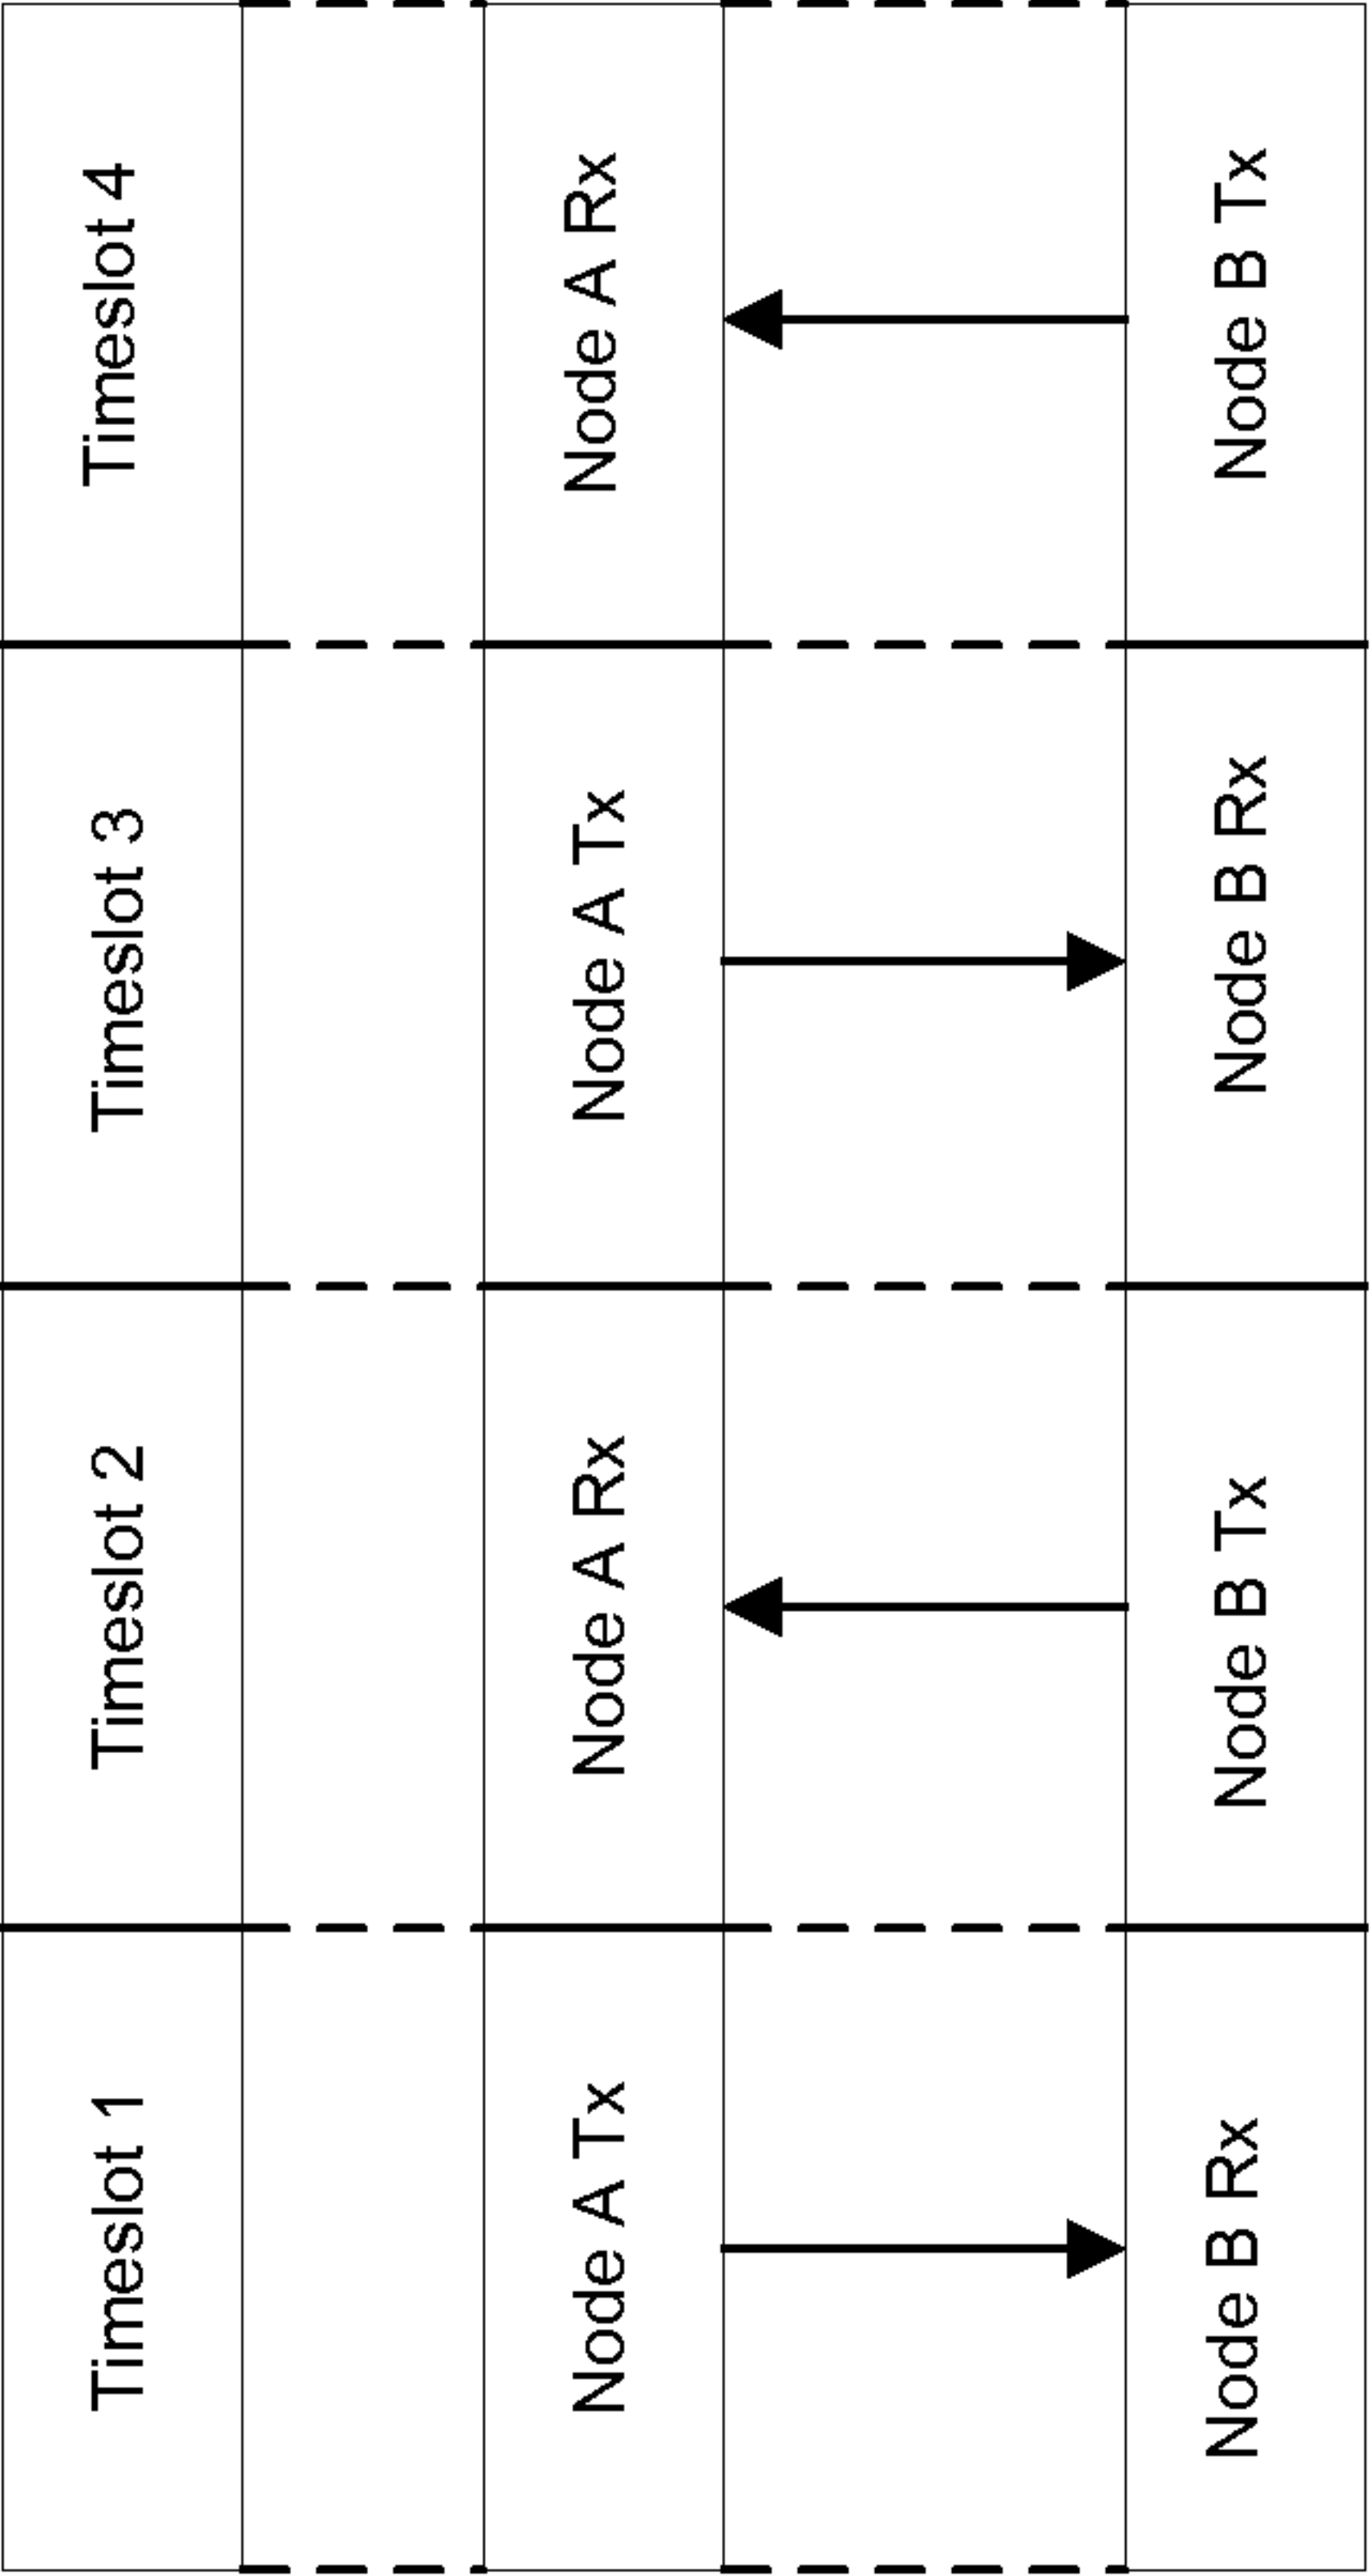 Timeslot 1
Timeslot 2
Timeslot 3
Timeslot 4
Node A Tx
Node A Rx
Node A Tx
Node A Rx
Node B Rx
Node B Tx
Node B Rx
Node B Tx